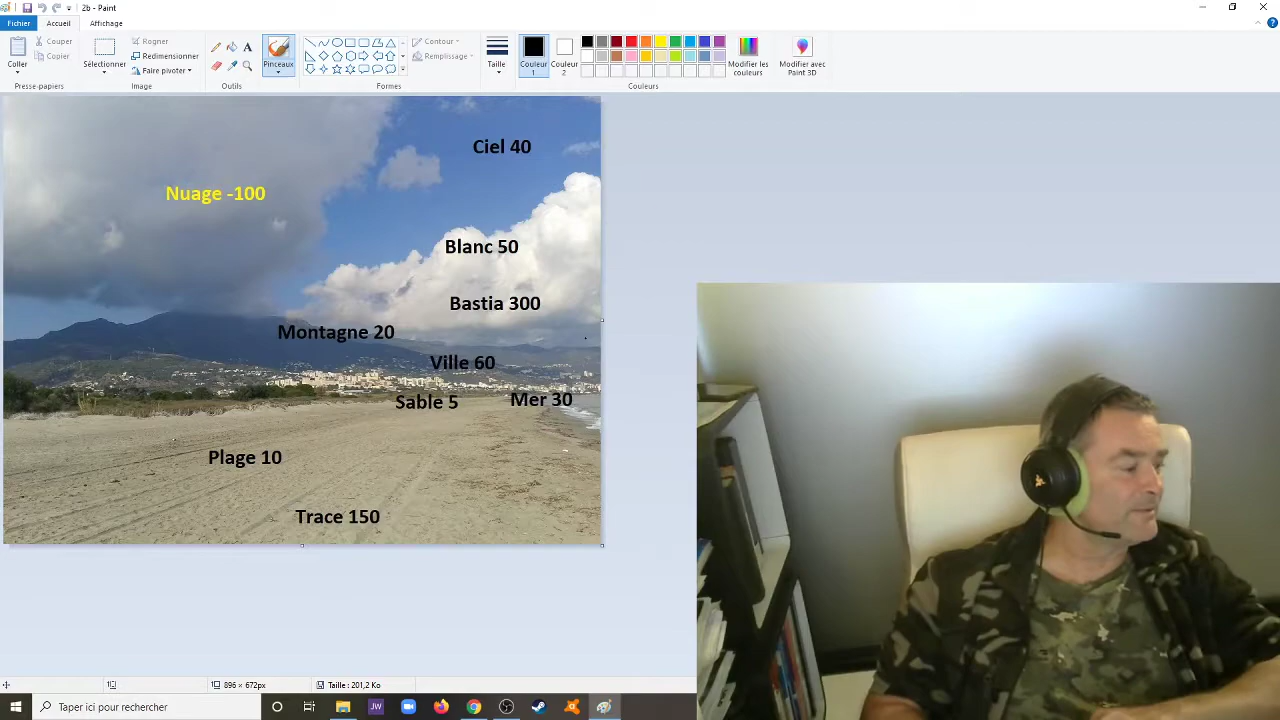 2b - Paint
Fichier Accueil Affichage
Coller
Couper
Copier
Presse-papiers
Sélectionner
Rogner
Redimensionner
Faire pivoter
Image
A
Outils
Pinceaux
Contour
Remplissage
Formes
Taille
Couleur 1
Couleur 2
Modifier les couleurs
Couleurs
Modifier avec Paint 3D
Ciel 40
Nuage -100
Blanc 50
Bastia 300
Montagne 20
Ville 60
Sable 5
Mer 30
Plage 10
Trace 150
896 × 672px
Taille : 201,2 Ko
Taper ici pour rechercher
JW